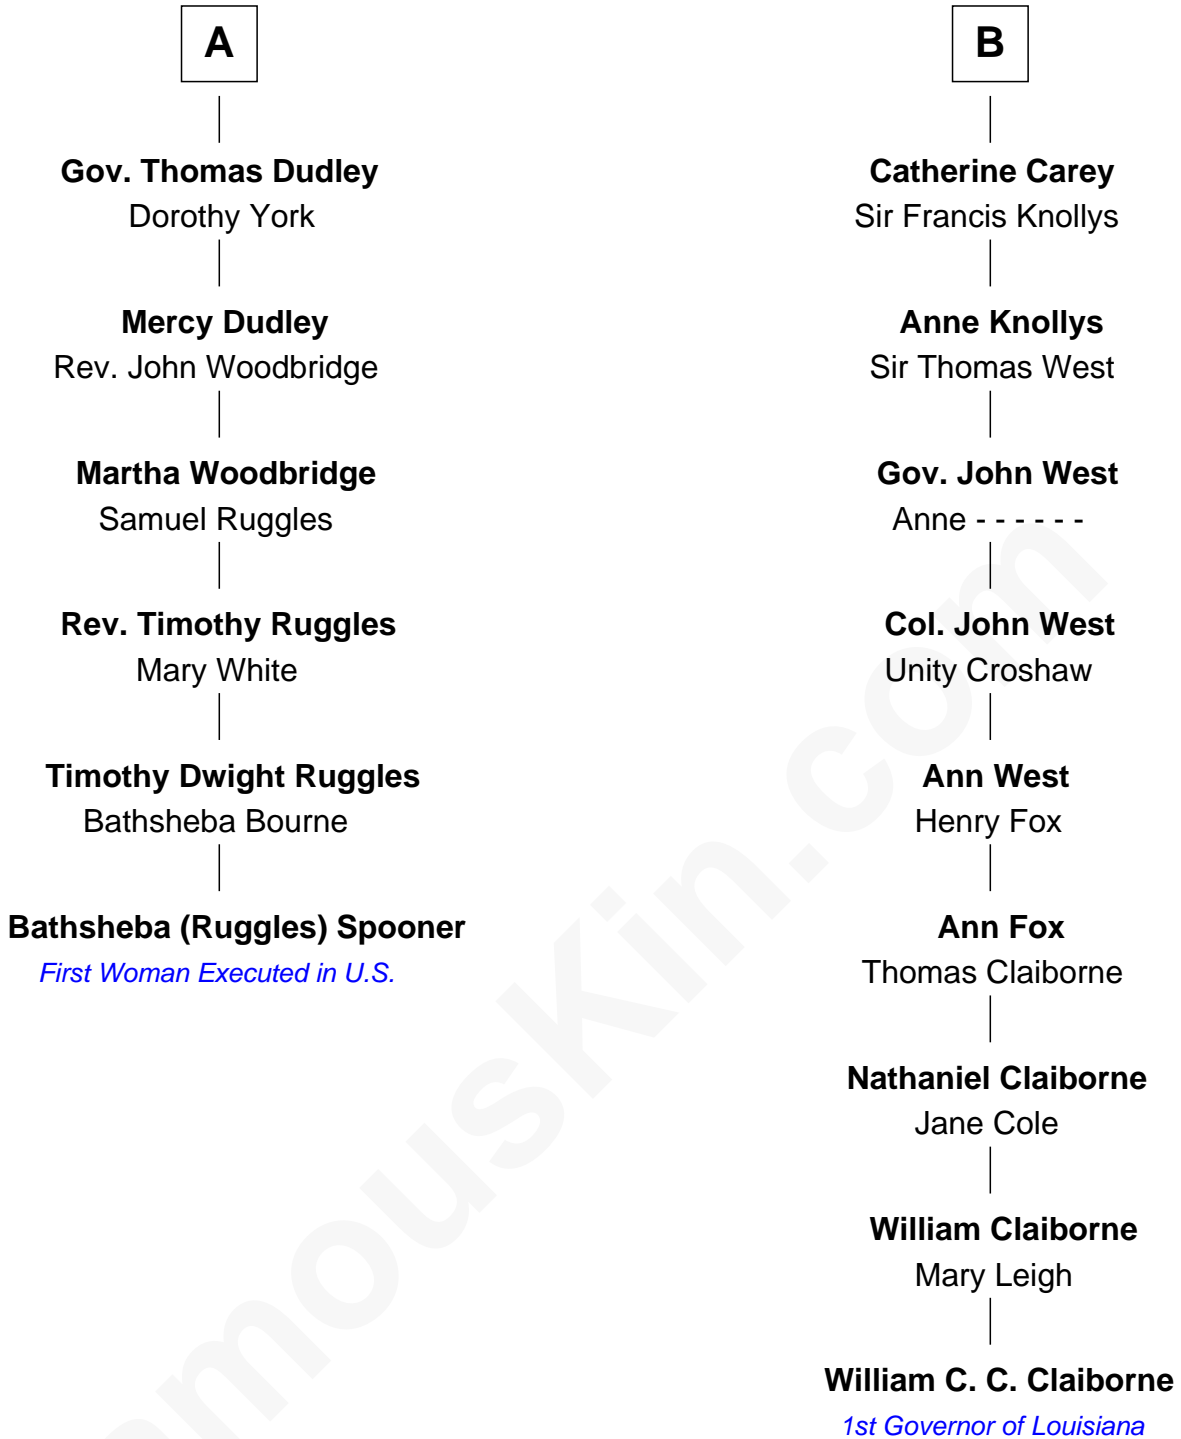 A
Gov. Thomas Dudley
Dorothy York
Mercy Dudley
Rev. John Woodbridge
Martha Woodbridge
Samuel Ruggles
Rev. Timothy Ruggles
Mary White
Timothy Dwight Ruggles
Bathsheba Bourne
Bathsheba (Ruggles) Spooner
First Woman Executed in U.S.
B
Catherine Carey
Sir Francis Knollys
Anne Knollys
Sir Thomas West
Gov. John West
Anne - - - - - -
Col. John West
Unity Croshaw
Ann West
Henry Fox
Ann Fox
Thomas Claiborne
Nathaniel Claiborne
Jane Cole
William Claiborne
Mary Leigh
William C. C. Claiborne
1st Governor of Louisiana
amouskin.com